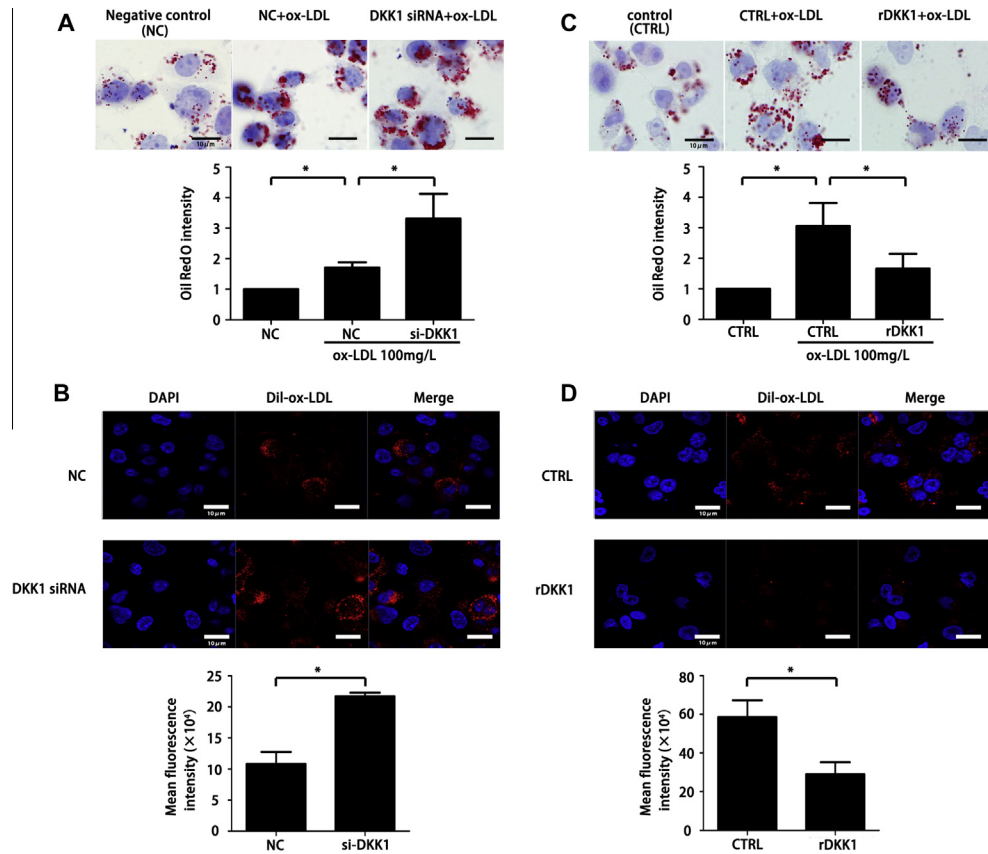 A
Negative control
(NC)
NC+ox-LDL
DKK1 siRNA+ox-LDL
10μm
Oil Red O intensity
5
4
3
2
1
0
*
*
NC
NC
si-DKK1
ox-LDL 100mg/L
C
control
(CTRL)
CTRL+ox-LDL
rDKK1+ox-LDL
10μm
Oil Red O intensity
5
4
3
2
1
0
*
*
CTRL
CTRL
rDKK1
ox-LDL 100mg/L
B
DAPI
Dil-ox-LDL
Merge
NC
10μm
DKK1 siRNA
10μm
Mean fluorescence
intensity (×10⁴)
25
20
15
10
5
0
*
NC
si-DKK1
D
DAPI
Dil-ox-LDL
Merge
CTRL
10μm
rDKK1
10μm
Mean fluorescence
intensity (×10⁴)
80
60
40
20
0
*
CTRL
rDKK1